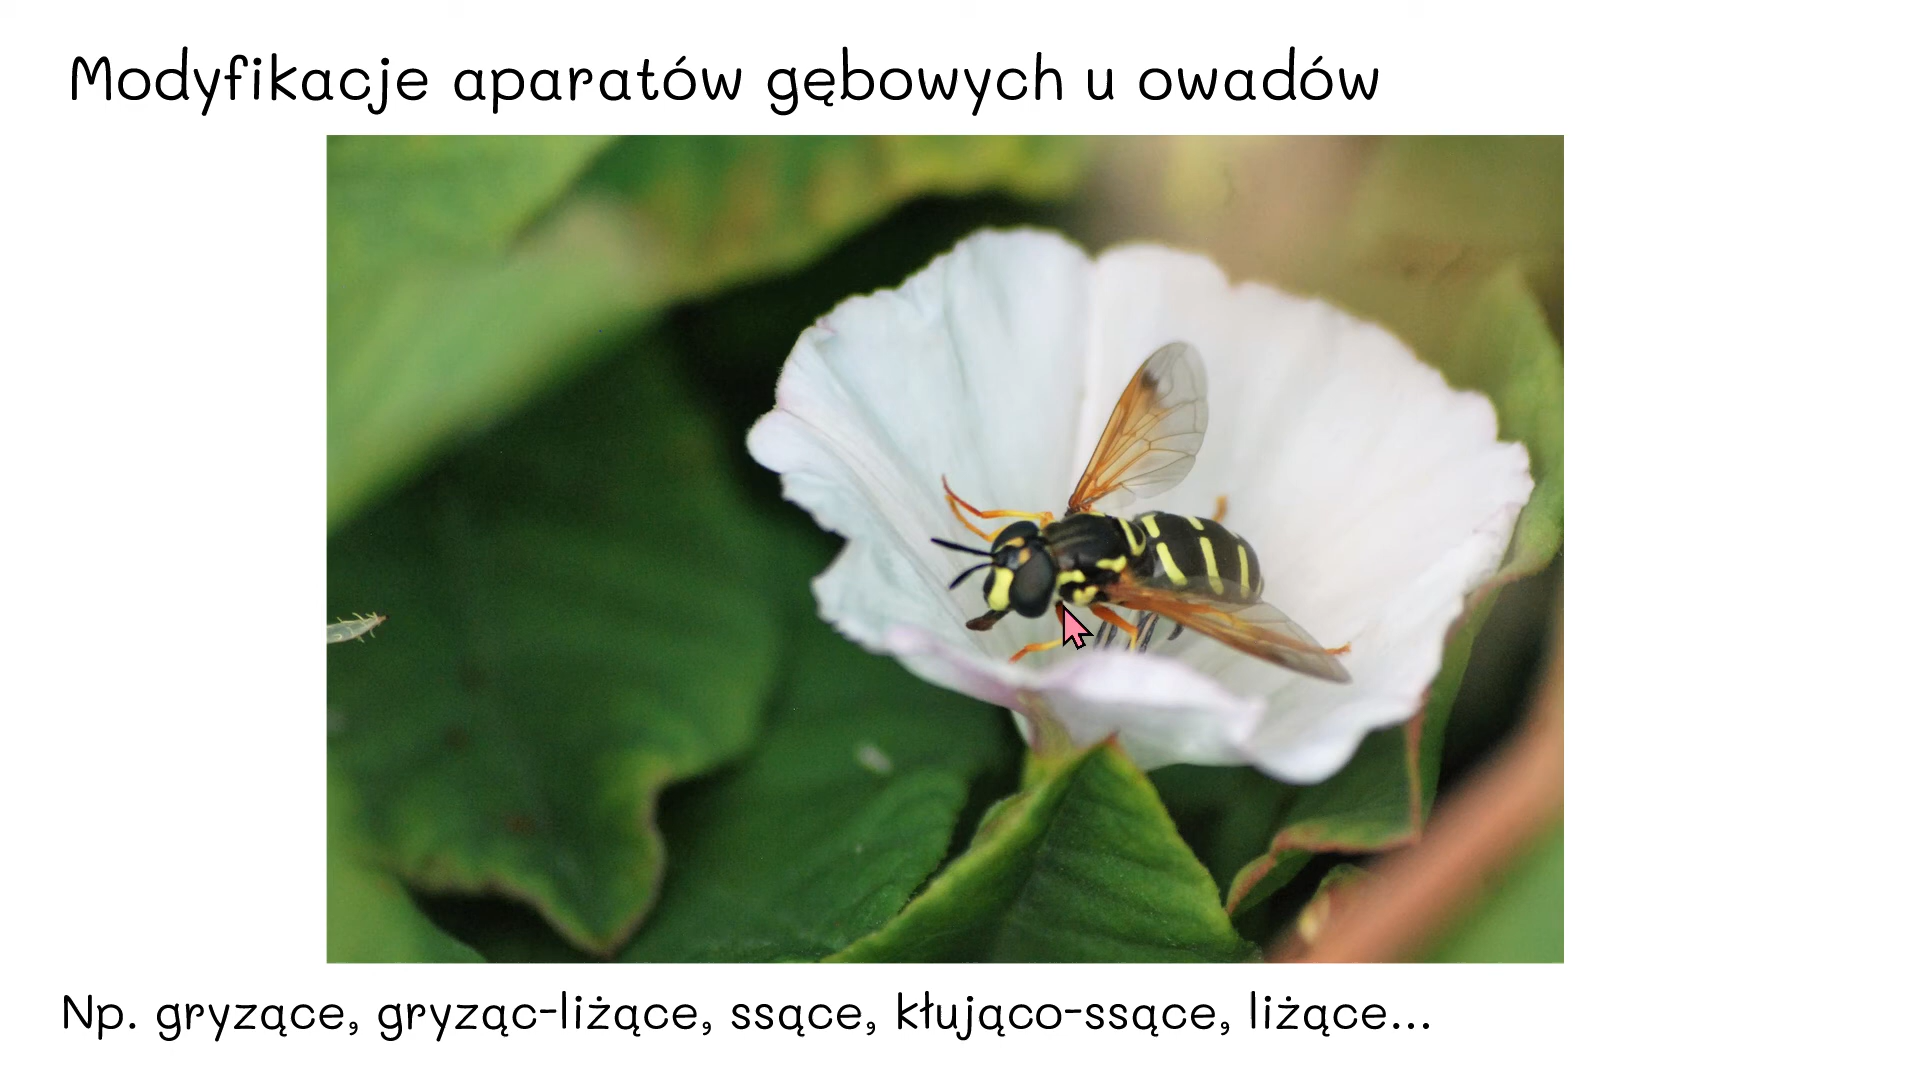 Modyfikacje aparatów gębowych u owadów
Np. gryzące, gryząc-liżące, ssące, kłująco-ssące, liżące...